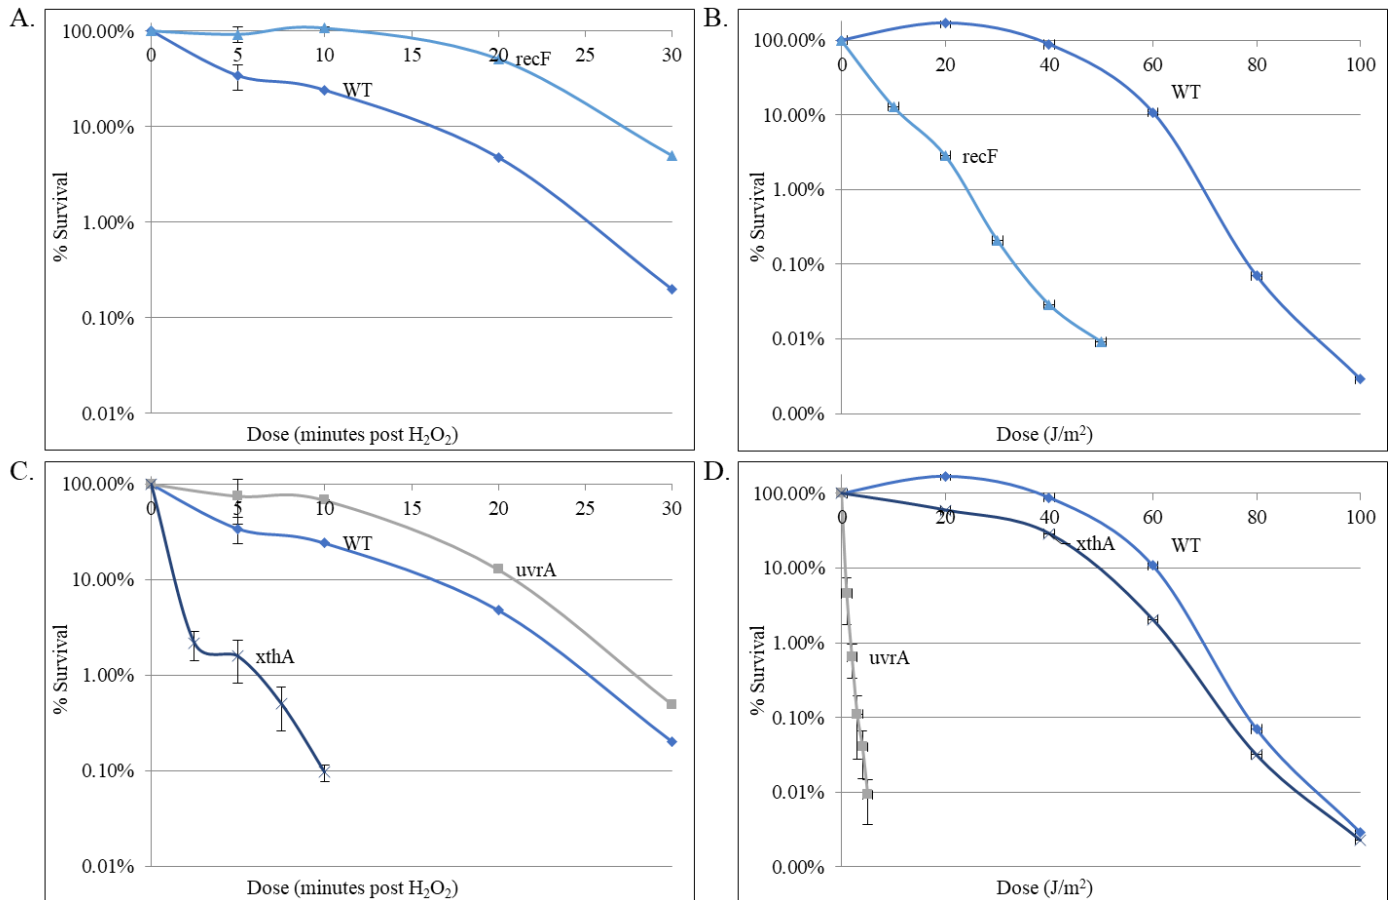 A.
100.00%
10.00%
1.00%
0.10%
0.01%
0 5 10 15 20 25 30
recF
WT
% Survival
Dose (minutes post H₂O₂)
B.
100.00%
10.00%
1.00%
0.10%
0.01%
0.00%
0 20 40 60 80 100
WT
recF
% Survival
Dose (J/m²)
C.
100.00%
10.00%
1.00%
0.10%
0.01%
0 5 10 15 20 25 30
WT
uvrA
xthA
% Survival
Dose (minutes post H₂O₂)
D.
100.00%
10.00%
1.00%
0.10%
0.01%
0.00%
0 20 40 60 80 100
xthA
WT
uvrA
% Survival
Dose (J/m²)